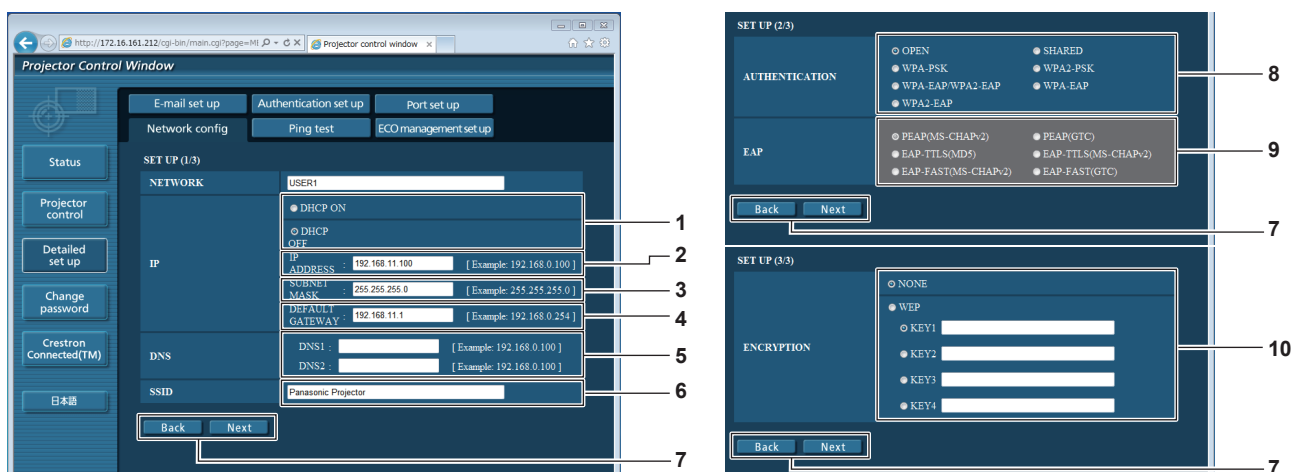 http://172.16.161.212/cgi-bin/main.cgi?page=MI
Projector control window
Projector Control Window
E-mail set up
Authentication set up
Port set up
Network config
Ping test
ECO management set up
Status
Projector
control
Detailed
set up
Change
password
Crestron
Connected(TM)
日本語
SET UP (1/3)
NETWORK
USER1
IP
DHCP ON
DHCP
OFF
1
IP
ADDRESS : 192.168.11.100 [ Example: 192.168.0.100 ]
2
SUBNET
MASK : 255.255.255.0 [ Example: 255.255.255.0 ]
3
DEFAULT
GATEWAY : 192.168.11.1 [ Example: 192.168.0.254 ]
4
DNS
DNS1 : [ Example: 192.168.0.100 ]
DNS2 : [ Example: 192.168.0.100 ]
5
SSID
Panasonic Projector
6
Back Next
7
SET UP (2/3)
AUTHENTICATION
OPEN SHARED
WPA-PSK WPA2-PSK
WPA-EAP/WPA2-EAP WPA-EAP
WPA2-EAP
8
EAP
PEAP(MS-CHAPv2) PEAP(GTC)
EAP-TTLS(MD5) EAP-TTLS(MS-CHAPv2)
EAP-FAST(MS-CHAPv2) EAP-FAST(GTC)
9
Back Next
7
SET UP (3/3)
ENCRYPTION
NONE
WEP
KEY1
KEY2
KEY3
KEY4
10
Back Next
7